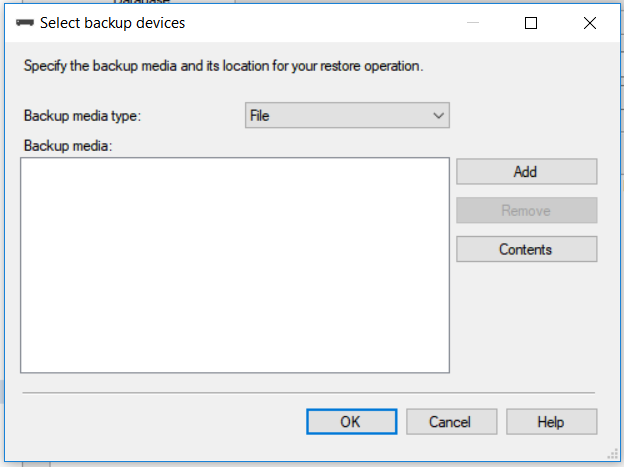 Database
Select backup devices
Specify the backup media and its location for your restore operation.
Backup media type:
File
Backup media:
Add
Remove
Contents
OK
Cancel
Help